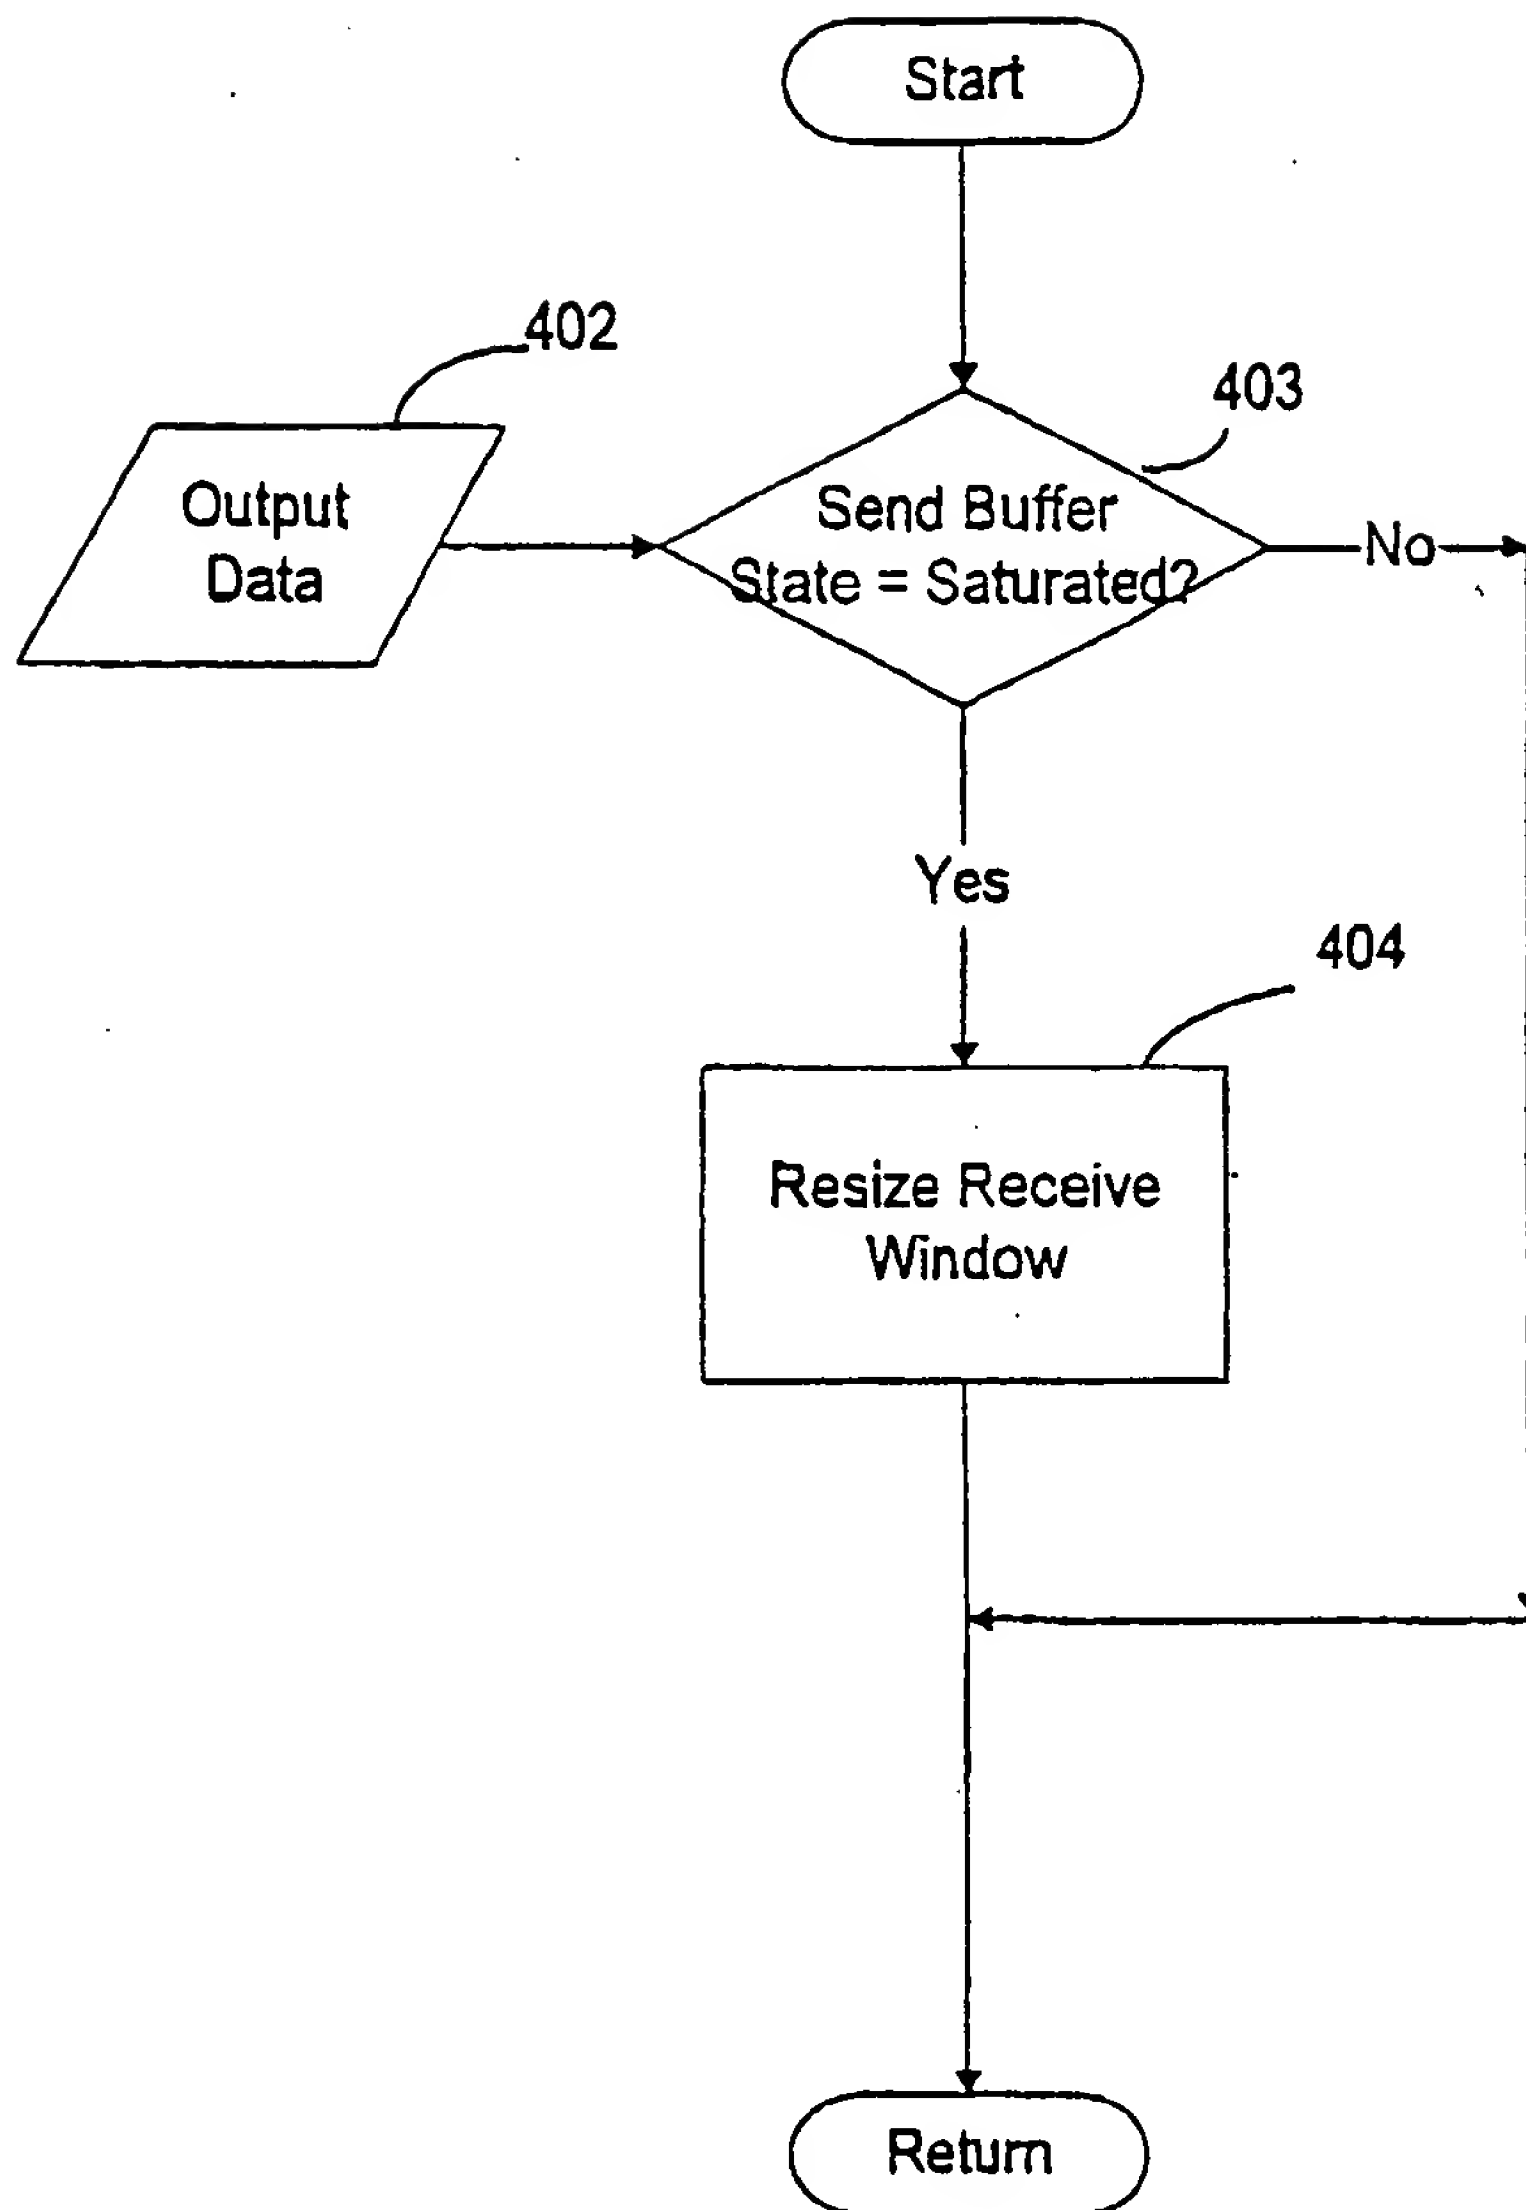 Start
402
403
Output
Data
Send Buffer
State = Saturated?
No
Yes
404
Resize Receive
Window
Return